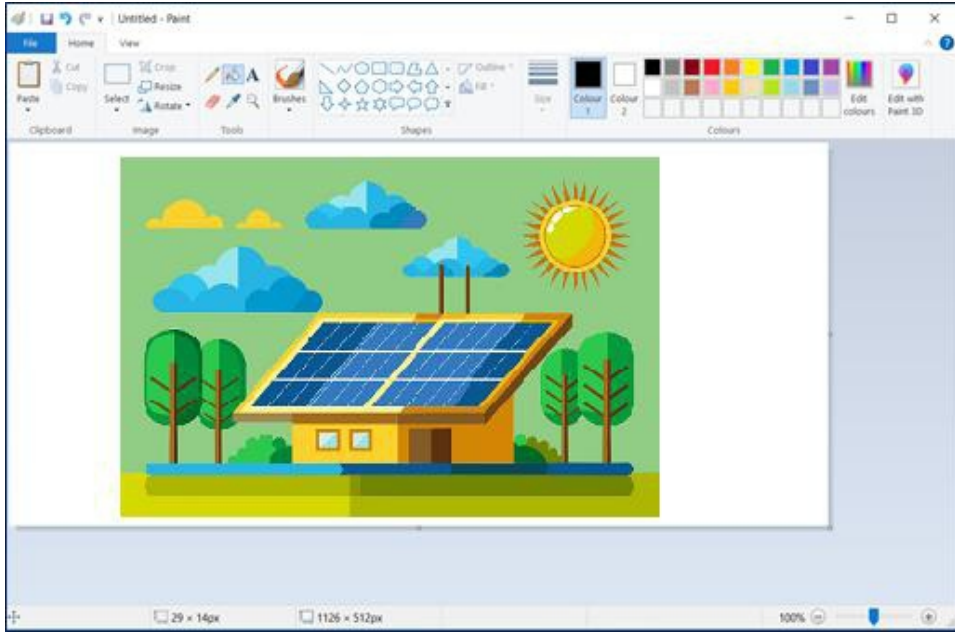 Untitled - Paint
File Home View
Paste
Cut
Copy
Clipboard
Select
Crop
Resize
Rotate
Image
A
Tools
Brushes
Outline
Fill
Shapes
Size
Colour 1
Colour 2
Edit colours
Edit with Paint 3D
Colours
29 × 14px
1126 × 512px
100%